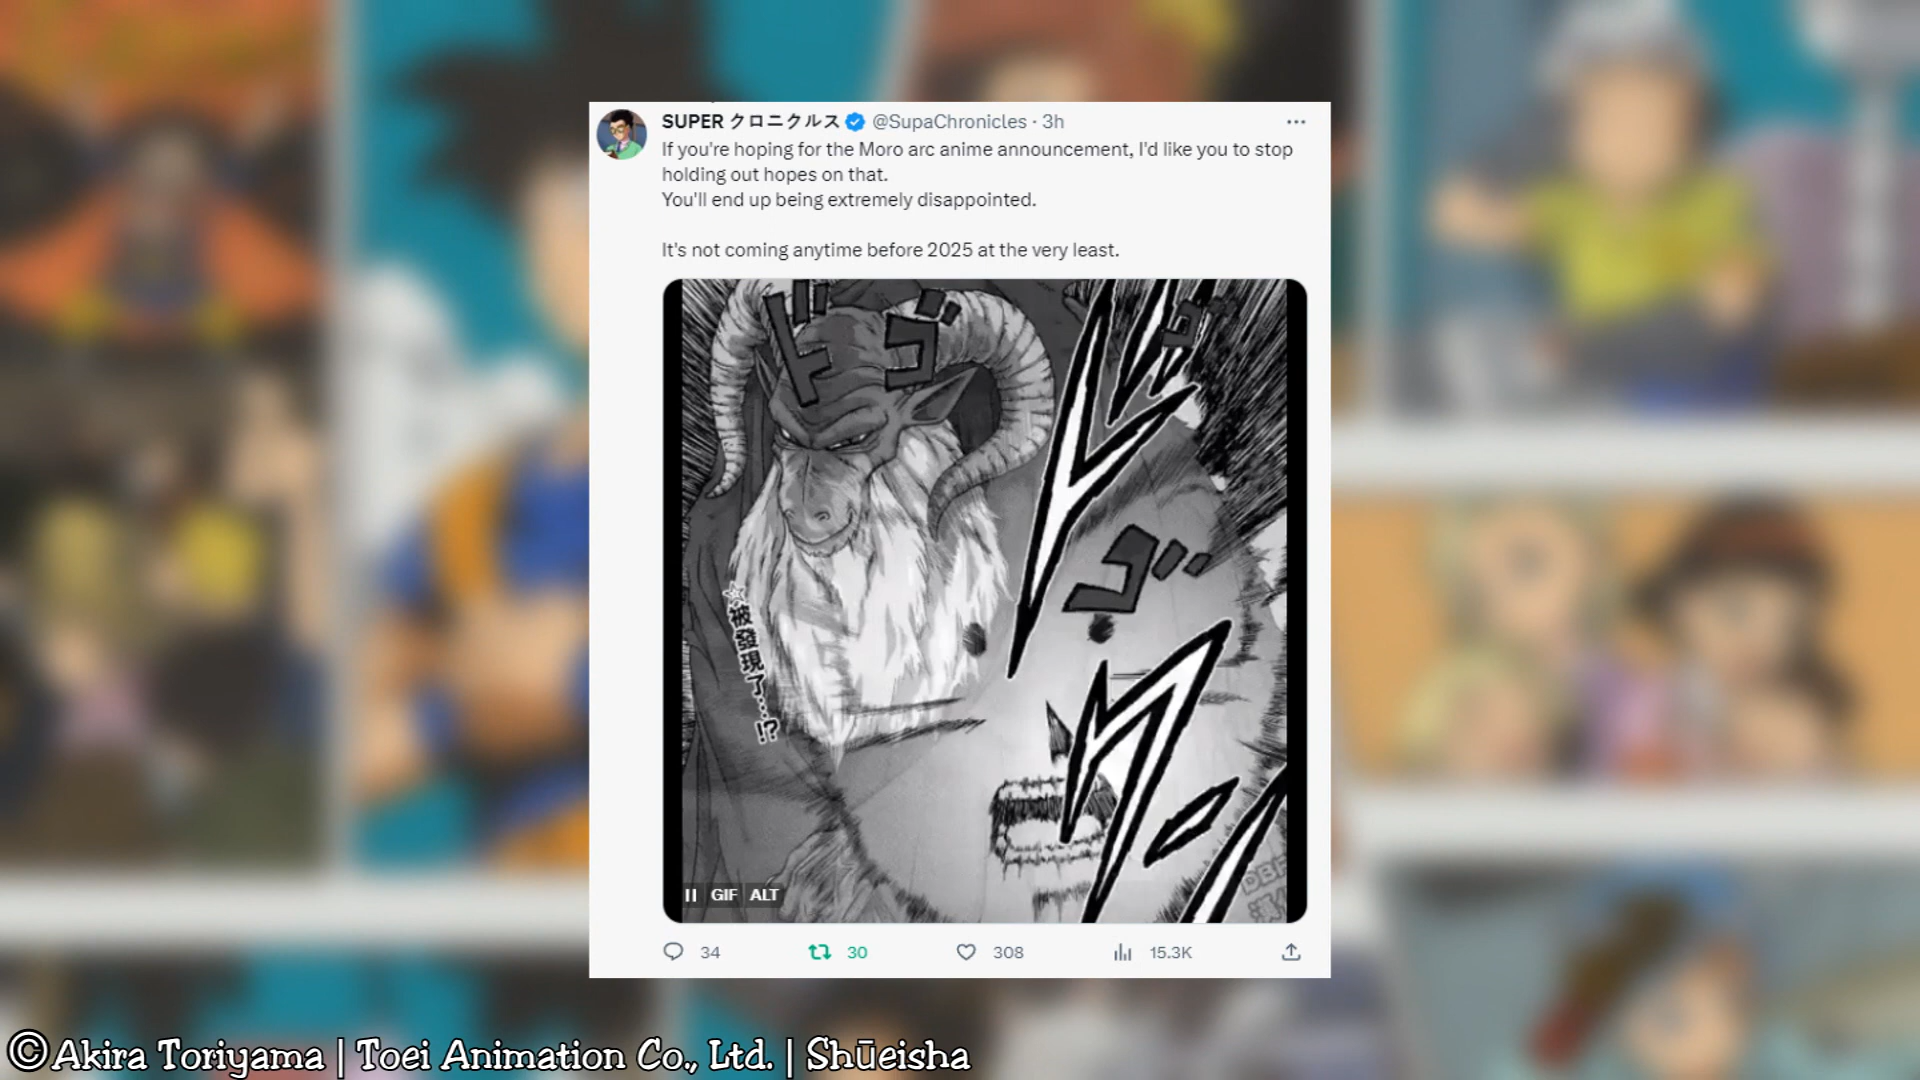 SUPER クロニクルス @SupaChronicles · 3h
If you're hoping for the Moro arc anime announcement, I'd like you to stop
holding out hopes on that.
You'll end up being extremely disappointed.
It's not coming anytime before 2025 at the very least.
ドゴ
ゴ
被發現了…!?
GIF ALT
34 30 308 15.3K
©Akira Toriyama | Toei Animation Co., Ltd. | Shūeisha